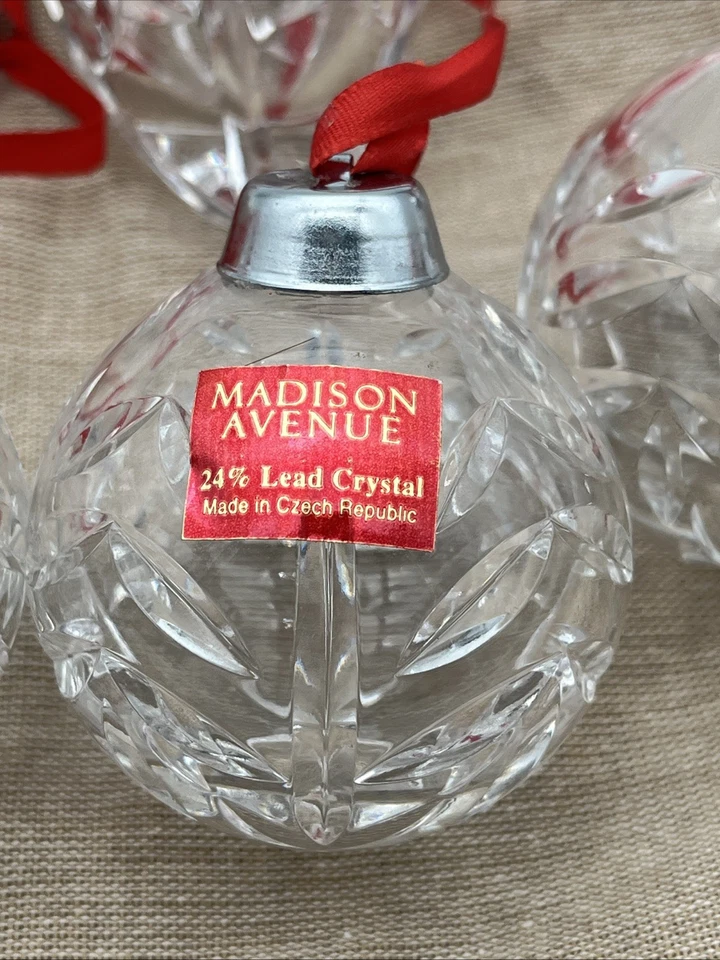 MADISON
AVENUE
24% Lead Crystal
Made in Czech Republic